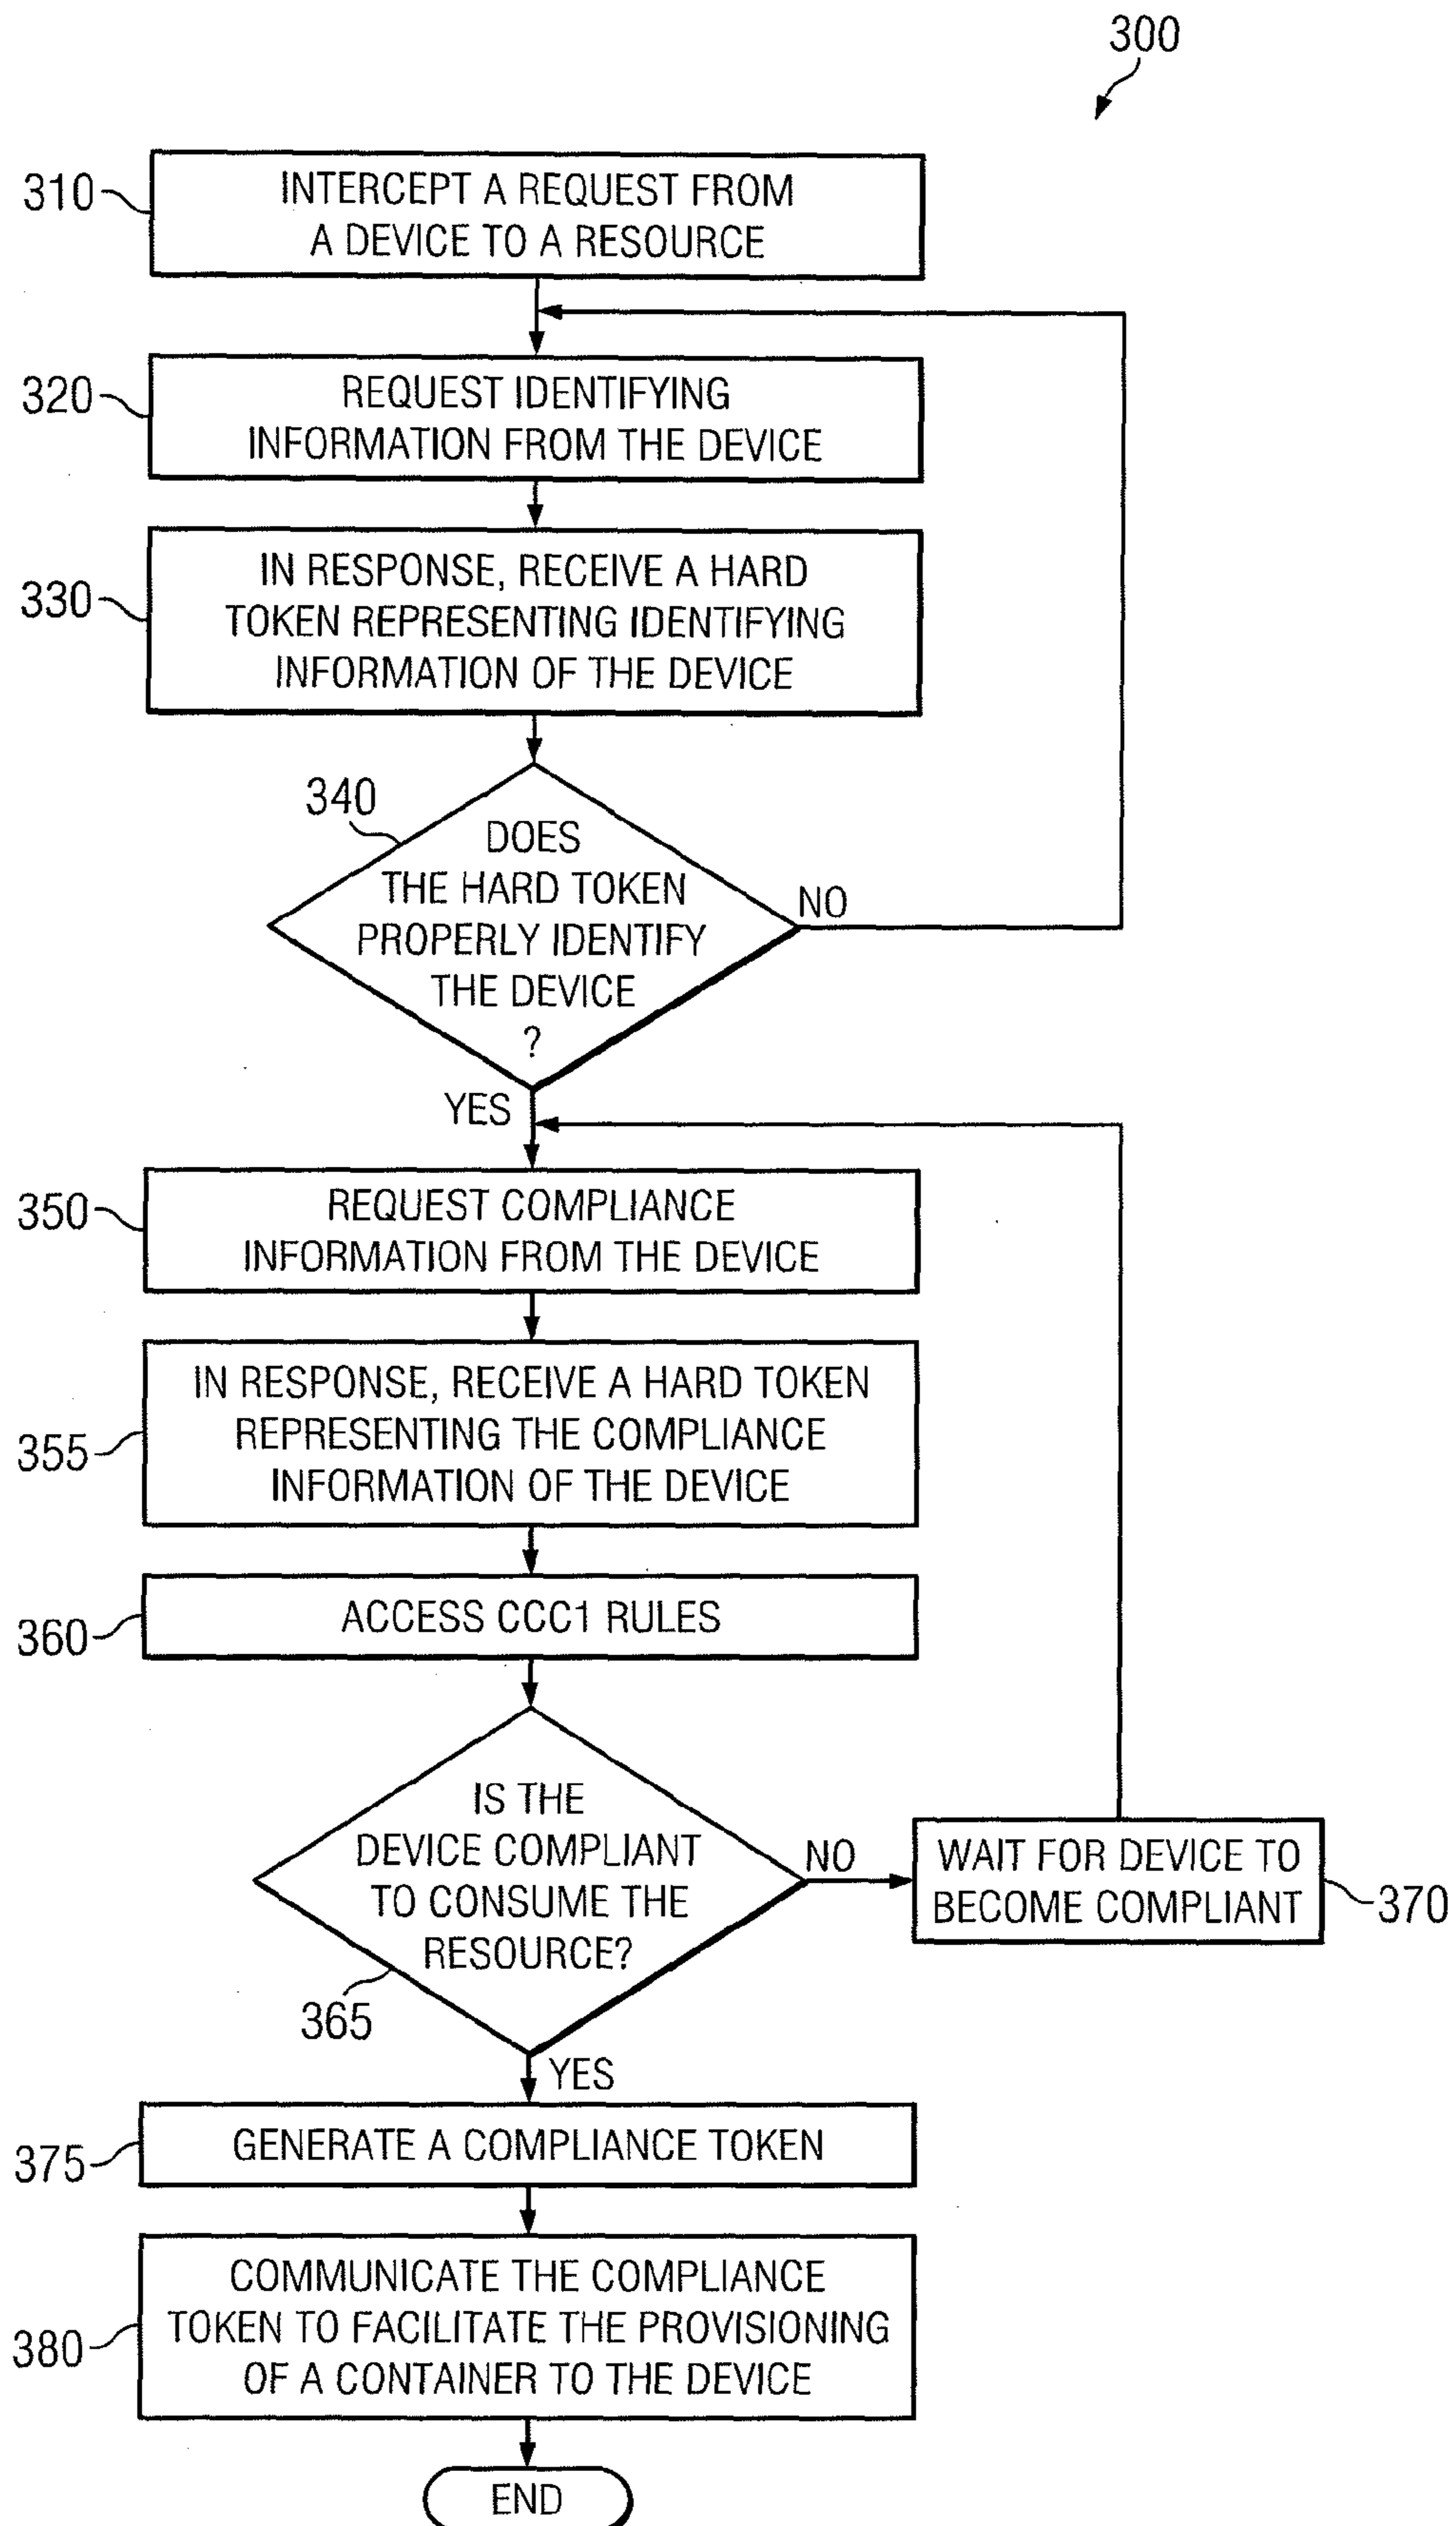 300
310
INTERCEPT A REQUEST FROM
A DEVICE TO A RESOURCE
320
REQUEST IDENTIFYING
INFORMATION FROM THE DEVICE
330
IN RESPONSE, RECEIVE A HARD
TOKEN REPRESENTING IDENTIFYING
INFORMATION OF THE DEVICE
340
DOES
THE HARD TOKEN
PROPERLY IDENTIFY
THE DEVICE
?
NO
YES
350
REQUEST COMPLIANCE
INFORMATION FROM THE DEVICE
355
IN RESPONSE, RECEIVE A HARD TOKEN
REPRESENTING THE COMPLIANCE
INFORMATION OF THE DEVICE
360
ACCESS CCC1 RULES
IS THE
DEVICE COMPLIANT
TO CONSUME THE
RESOURCE?
365
NO
WAIT FOR DEVICE TO
BECOME COMPLIANT
370
YES
375
GENERATE A COMPLIANCE TOKEN
380
COMMUNICATE THE COMPLIANCE
TOKEN TO FACILITATE THE PROVISIONING
OF A CONTAINER TO THE DEVICE
END